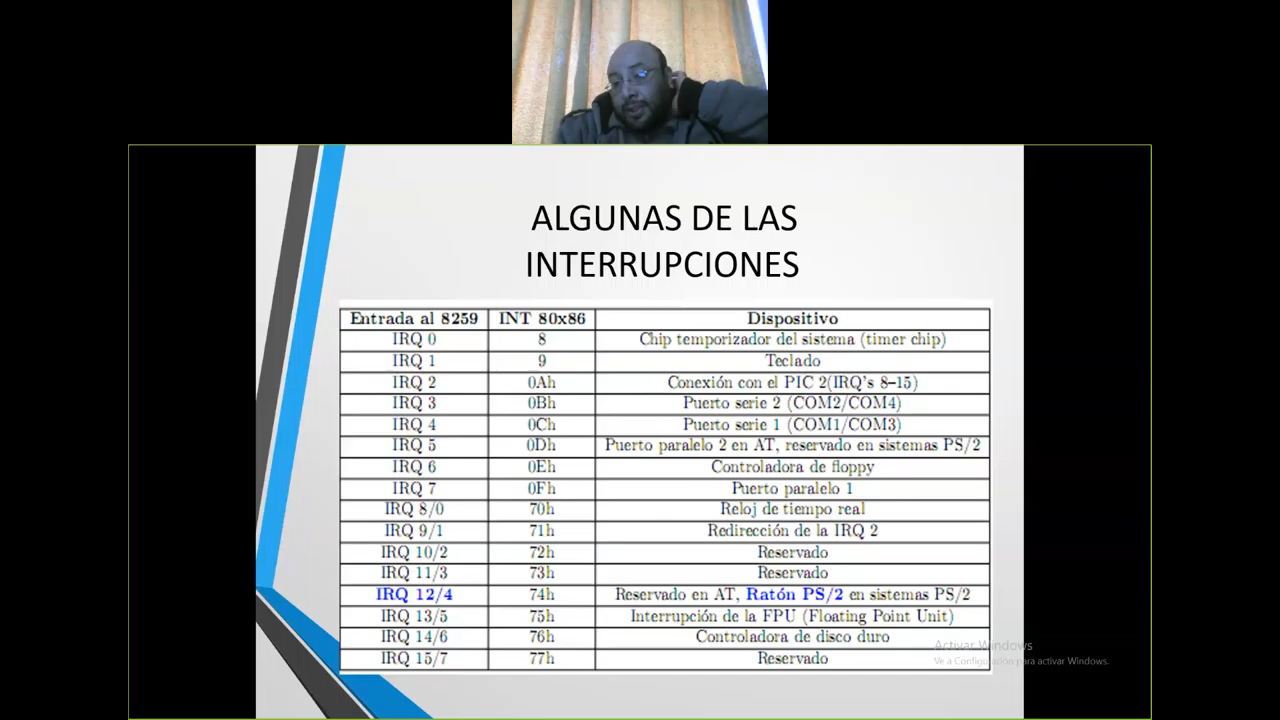 ALGUNAS DE LAS
INTERRUPCIONES
Entrada al 8259 INT 80x86 Dispositivo
IRQ 0 8 Chip temporizador del sistema (timer chip)
IRQ 1 9 Teclado
IRQ 2 0Ah Conexión con el PIC 2(IRQ's 8–15)
IRQ 3 0Bh Puerto serie 2 (COM2/COM4)
IRQ 4 0Ch Puerto serie 1 (COM1/COM3)
IRQ 5 0Dh Puerto paralelo 2 en AT, reservado en sistemas PS/2
IRQ 6 0Eh Controladora de floppy
IRQ 7 0Fh Puerto paralelo 1
IRQ 8/0 70h Reloj de tiempo real
IRQ 9/1 71h Redirección de la IRQ 2
IRQ 10/2 72h Reservado
IRQ 11/3 73h Reservado
IRQ 12/4 74h Reservado en AT, Ratón PS/2 en sistemas PS/2
IRQ 13/5 75h Interrupción de la FPU (Floating Point Unit)
IRQ 14/6 76h Controladora de disco duro
IRQ 15/7 77h Reservado
Activar Windows
Ve a Configuración para activar Windows.